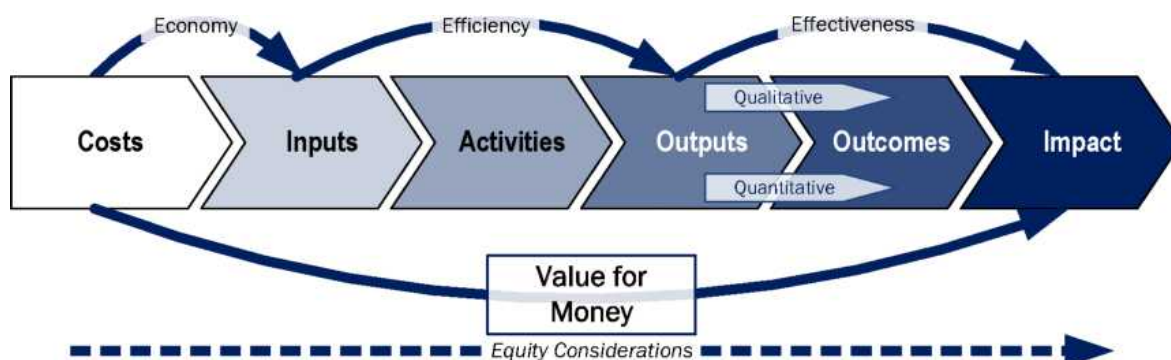 Economy
Efficiency
Effectiveness
Costs
Inputs
Activities
Outputs
Outcomes
Impact
Qualitative
Quantitative
Value for
Money
Equity Considerations